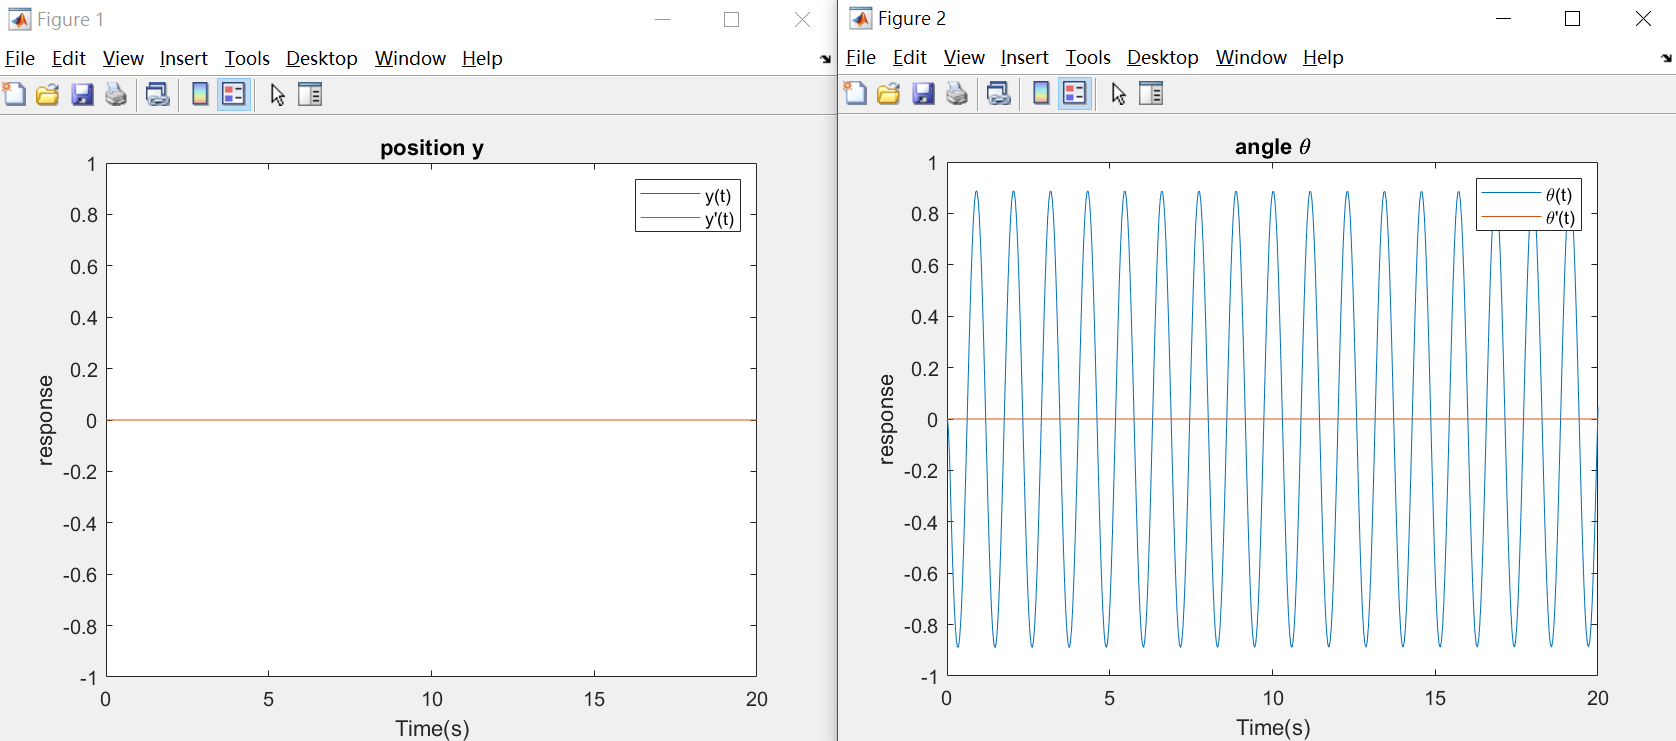 Figure 1
File Edit View Insert Tools Desktop Window Help
position y
1
0.8
0.6
0.4
0.2
0
-0.2
-0.4
-0.6
-0.8
-1
response
y(t)
y'(t)
0 5 10 15 20
Time(s)
Figure 2
File Edit View Insert Tools Desktop Window Help
angle θ
1
0.8
0.6
0.4
0.2
0
-0.2
-0.4
-0.6
-0.8
-1
response
θ(t)
θ'(t)
0 5 10 15 20
Time(s)